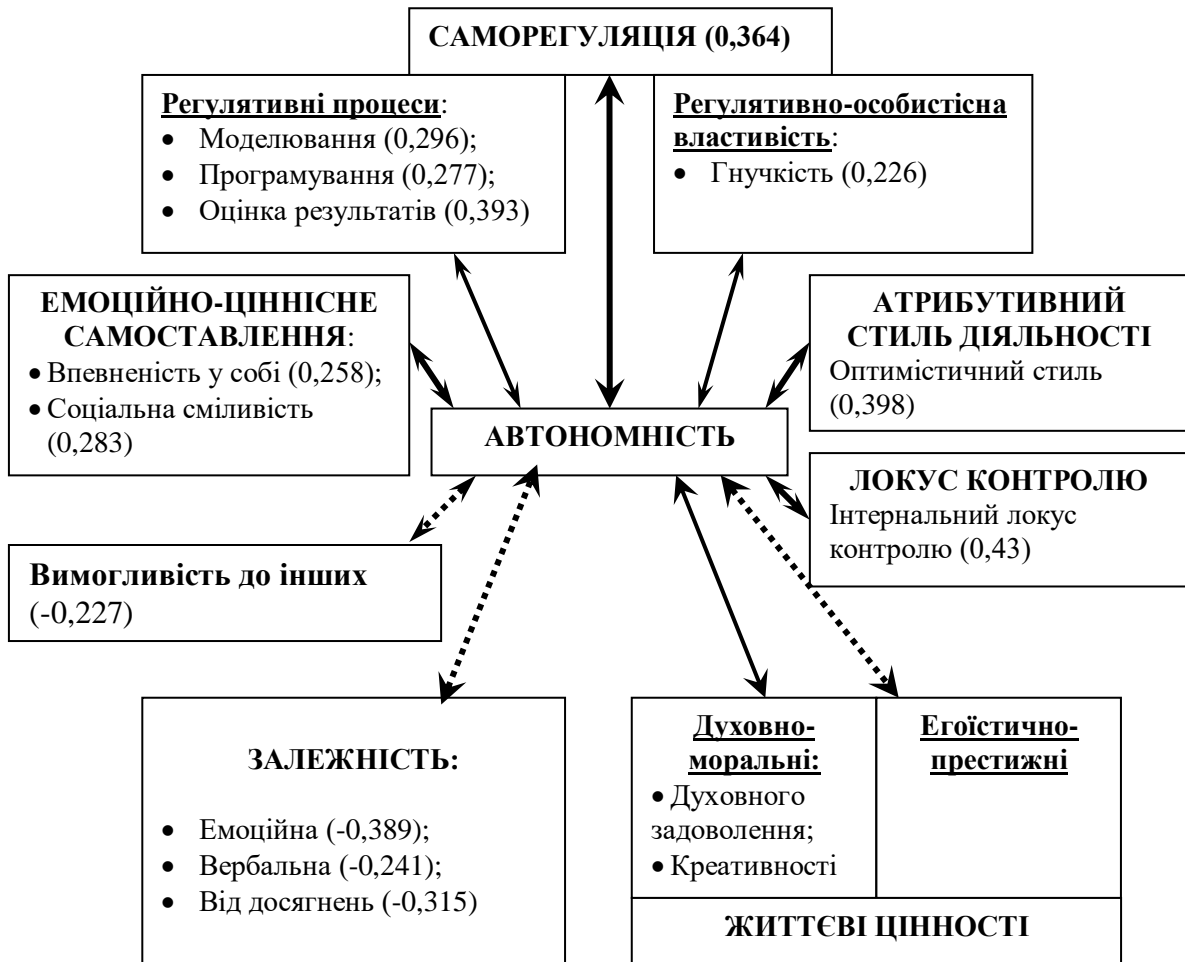 САМОРЕГУЛЯЦІЯ (0,364)
Регулятивні процеси:
• Моделювання (0,296);
• Програмування (0,277);
• Оцінка результатів (0,393)
Регулятивно-особистісна
властивість:
• Гнучкість (0,226)
ЕМОЦІЙНО-ЦІННІСНЕ
САМОСТАВЛЕННЯ:
• Впевненість у собі (0,258);
• Соціальна сміливість
(0,283)
АТРИБУТИВНИЙ
СТИЛЬ ДІЯЛЬНОСТІ
Оптимістичний стиль
(0,398)
АВТОНОМНІСТЬ
ЛОКУС КОНТРОЛЮ
Інтернальний локус
контролю (0,43)
Вимогливість до інших
(-0,227)
ЗАЛЕЖНІСТЬ:
• Емоційна (-0,389);
• Вербальна (-0,241);
• Від досягнень (-0,315)
Духовно-
моральні:
• Духовного
задоволення;
• Креативності
Егоїстично-
престижні
ЖИТТЄВІ ЦІННОСТІ